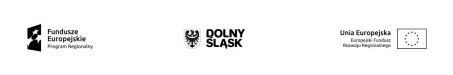 Fundusze
Europejskie
Program Regionalny
DOLNY
ŚLĄSK
Unia Europejska
Europejski Fundusz
Rozwoju Regionalnego